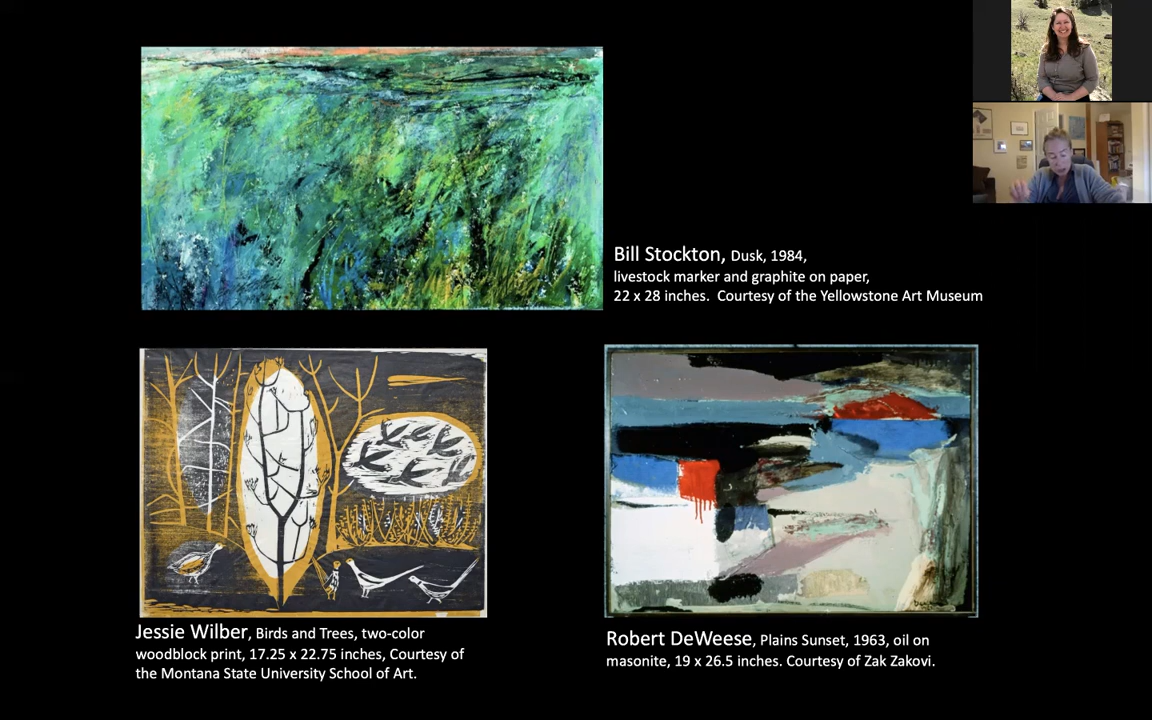 Bill Stockton, Dusk, 1984,
livestock marker and graphite on paper,
22 x 28 inches.  Courtesy of the Yellowstone Art Museum
Jessie Wilber, Birds and Trees, two-color
woodblock print, 17.25 x 22.75 inches, Courtesy of
the Montana State University School of Art.
Robert DeWeese, Plains Sunset, 1963, oil on
masonite, 19 x 26.5 inches. Courtesy of Zak Zakovi.